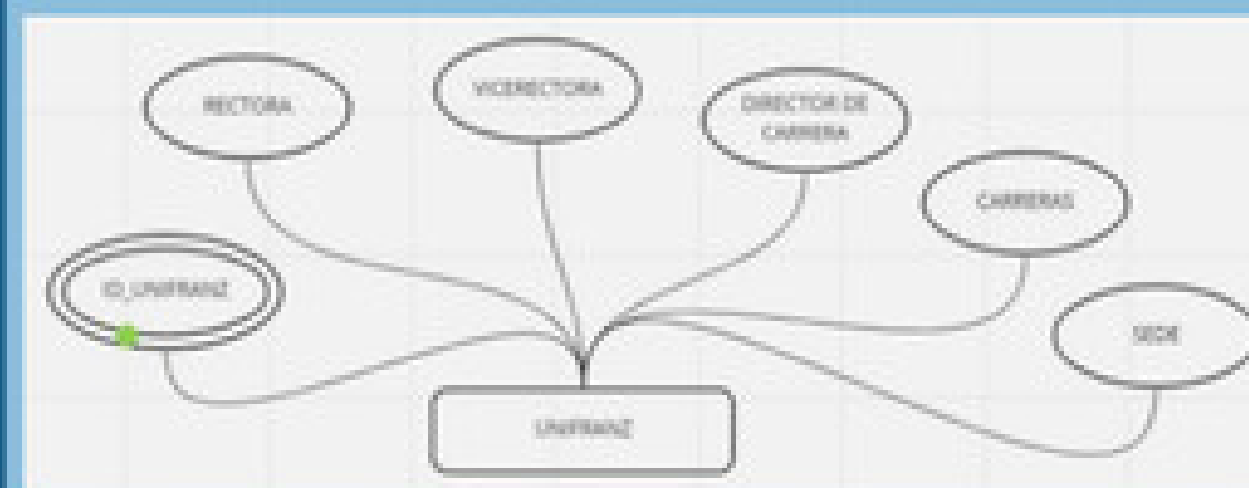 RECTORA
VICERECTORA
DIRECTOR DE
CARRERA
CARRERAS
ID_UNIFRANZ
SEDE
UNIFRANZ